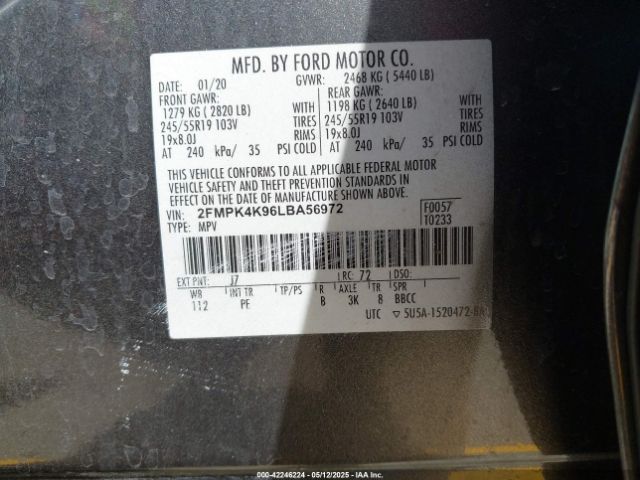 MFD. BY FORD MOTOR CO.
DATE: 01/20 GVWR: 2468 KG ( 5440 LB)
FRONT GAWR: REAR GAWR:
1279 KG ( 2820 LB) WITH 1198 KG ( 2640 LB) WITH
245/55R19 103V TIRES 245/55R19 103V TIRES
19x8.0J RIMS 19x8.0J RIMS
AT 240 kPa/ 35 PSI COLD AT 240 kPa/ 35 PSI COLD
THIS VEHICLE CONFORMS TO ALL APPLICABLE FEDERAL MOTOR
VEHICLE SAFETY AND THEFT PREVENTION STANDARDS IN
EFFECT ON THE DATE OF MANUFACTURE SHOWN ABOVE.
VIN: 2FMPK4K96LBA56972 F0057
TYPE: MPV T0233
EXT PNT: J7 RC: 72 DSO:
WB INT TR TP/PS R AXLE TR SPR
112 PE B 3K 8 BBCC
UTC ▽ 5U5A-1520472-BA
000-42246224 - 05/12/2025 - IAA Inc.